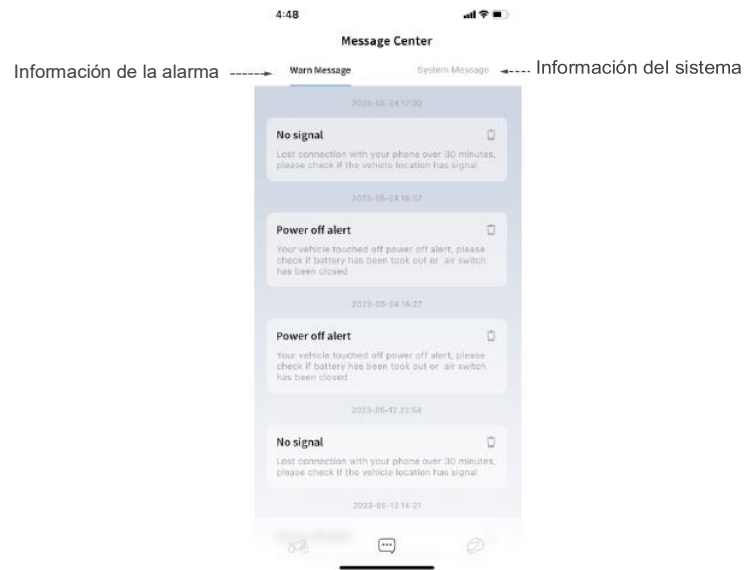 4:48
Message Center
Información de la alarma
Warn Message
System Message
Información del sistema
No signal
Lost connection with your phone over 30 minutes,
please check if the vehicle location has signal
Power off alert
Your vehicle touched off power off alert, please
check if battery has been took out or air switch
has been closed
2023-05-24 18:27
Power off alert
Your vehicle touched off power off alert, please
check if battery has been took out or air switch
has been closed
No signal
Lost connection with your phone over 30 minutes,
please check if the vehicle location has signal